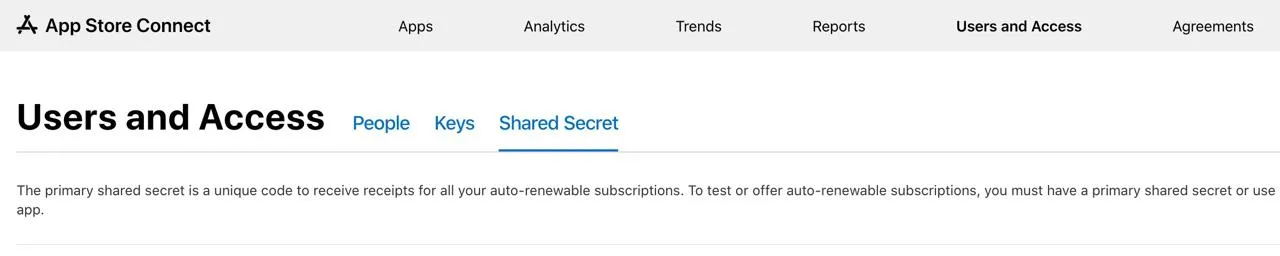 App Store Connect Apps Analytics Trends Reports Users and Access Agreements
Users and Access People Keys Shared Secret
The primary shared secret is a unique code to receive receipts for all your auto-renewable subscriptions. To test or offer auto-renewable subscriptions, you must have a primary shared secret or use
app.